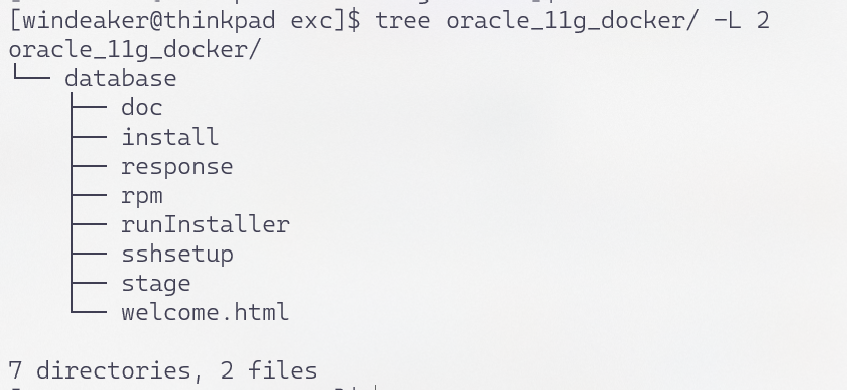 [windeaker@thinkpad exc]$ tree oracle_11g_docker/ -L 2
oracle_11g_docker/
└── database
    ├── doc
    ├── install
    ├── response
    ├── rpm
    ├── runInstaller
    ├── sshsetup
    ├── stage
    └── welcome.html
7 directories, 2 files